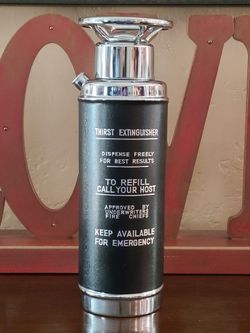 THIRST EXTINGUISHER
DISPENSE FREELY
FOR BEST RESULTS
TO REFILL
CALL YOUR HOST
APPROVED BY
UNDERWRITERS
FIRE CHIEFS
KEEP AVAILABLE
FOR EMERGENCY